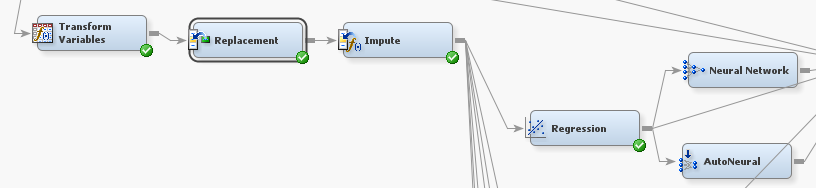 Transform
Variables
Replacement
Impute
Regression
Neural Network
AutoNeural